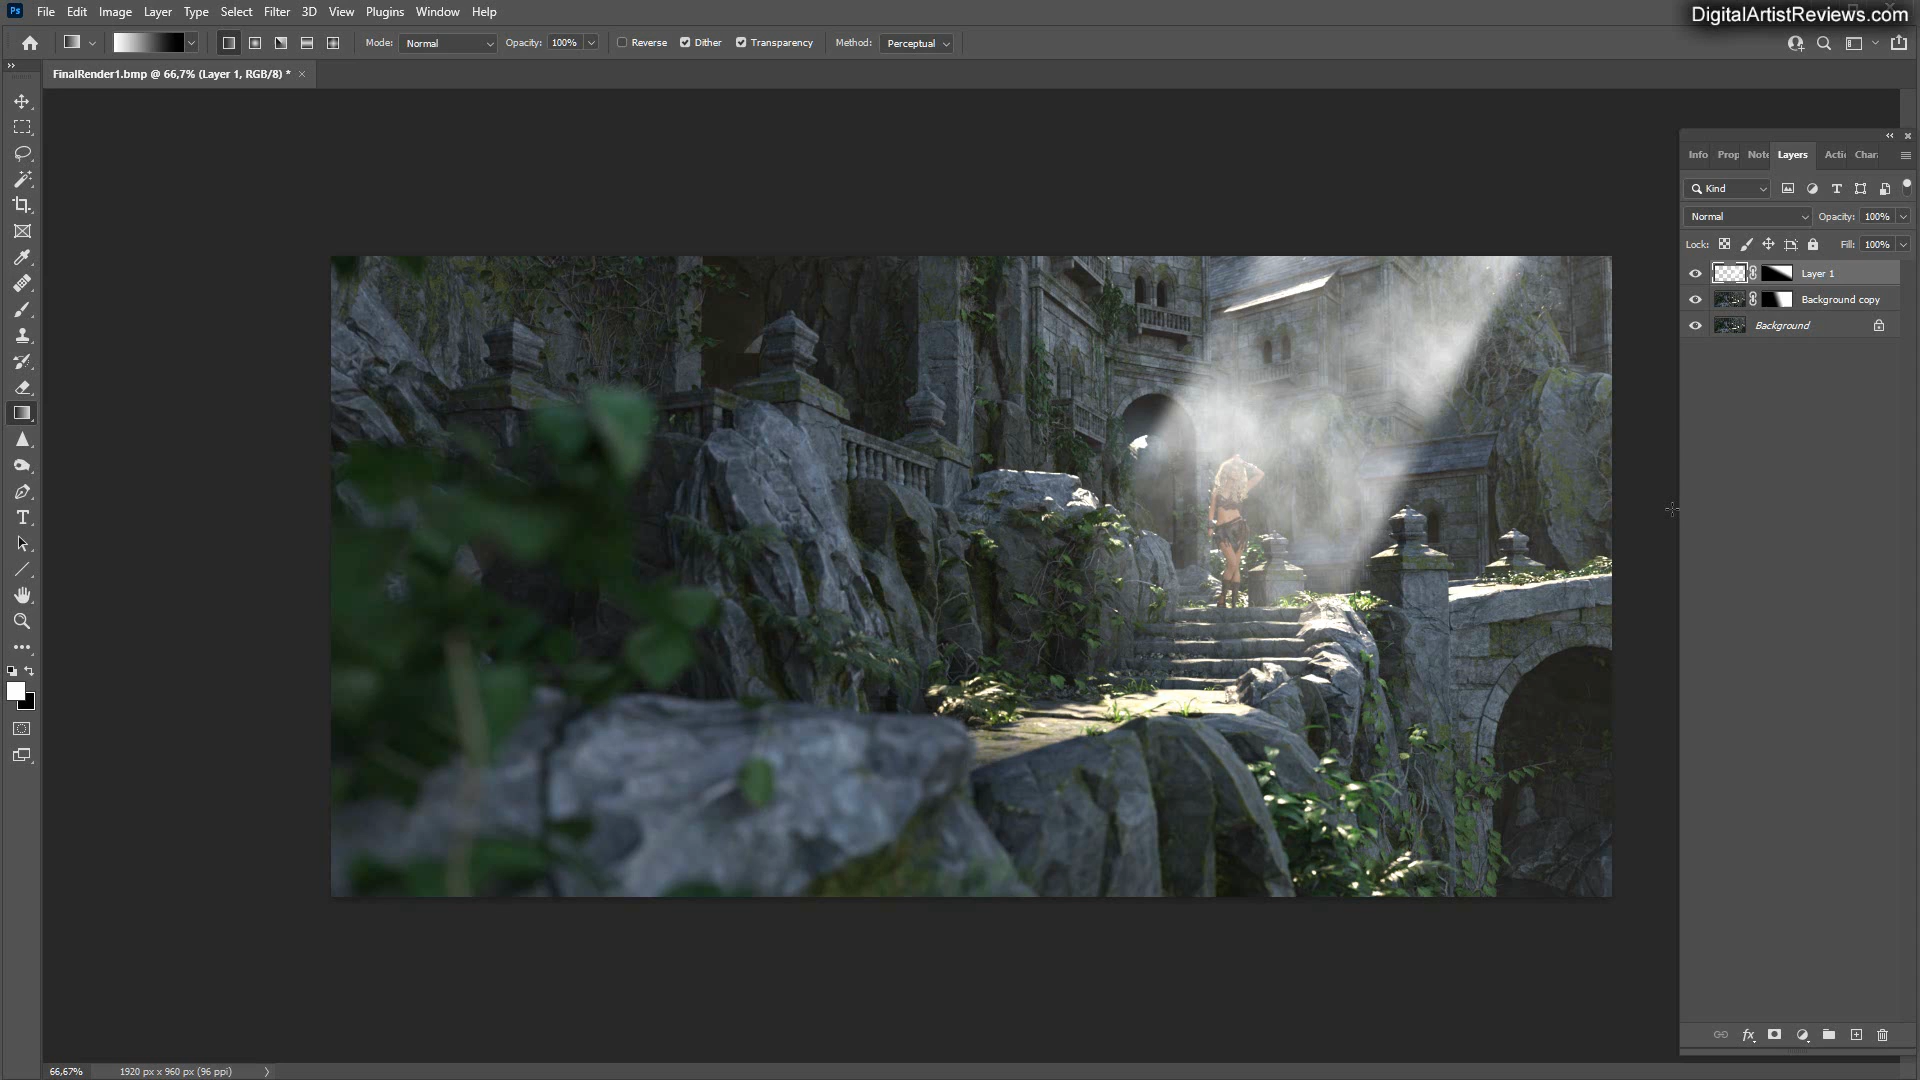 Ps File Edit Image Layer Type Select Filter 3D View Plugins Window Help
DigitalArtistReviews.com
Mode: Normal Opacity: 100% Reverse Dither Transparency Method: Perceptual
FinalRender1.bmp @ 66,7% (Layer 1, RGB/8) *
Info Prop Note Layers Acti Char
Kind
Normal Opacity: 100%
Lock: Fill: 100%
Layer 1
Background copy
Background
fx
66,67% 1920 px x 960 px (96 ppi)